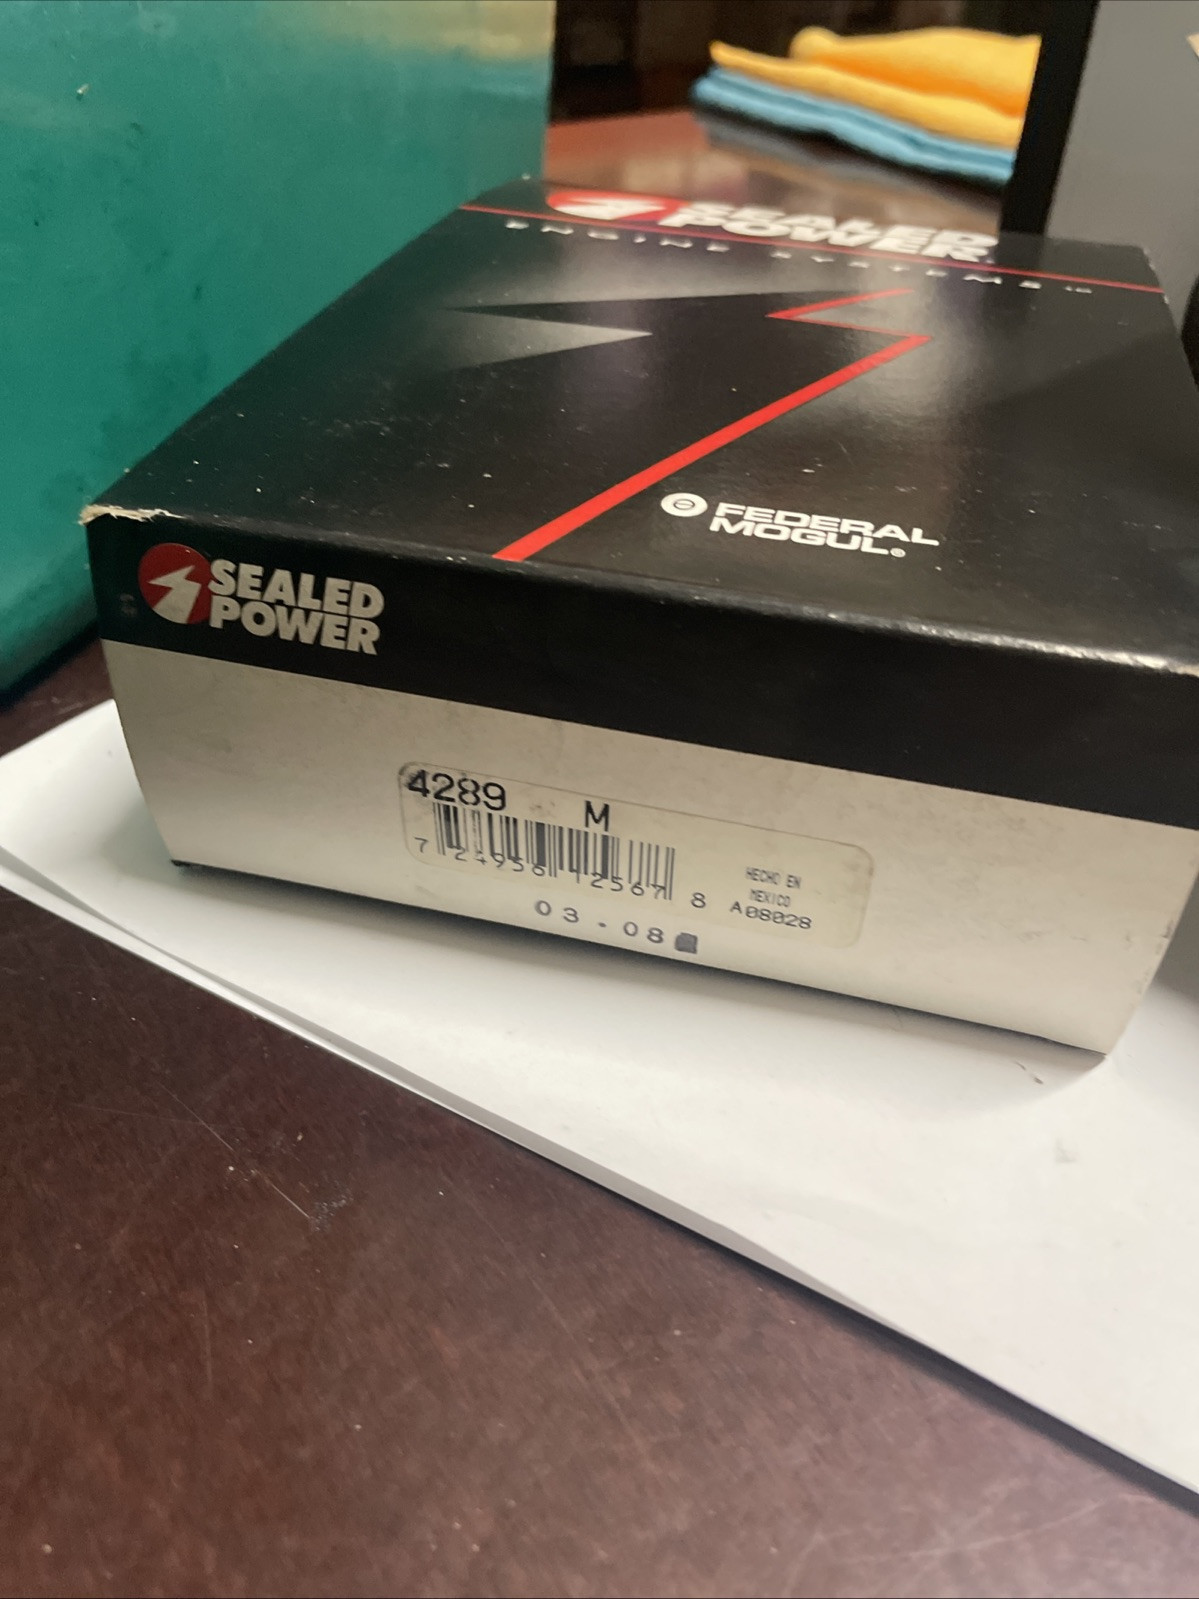 SEALED
POWER
ENGINE SYSTEMS
FEDERAL
MOGUL®
SEALED
POWER
4289 M
7 24956 12567 8
HECHO EN
MEXICO
A08028
03.08